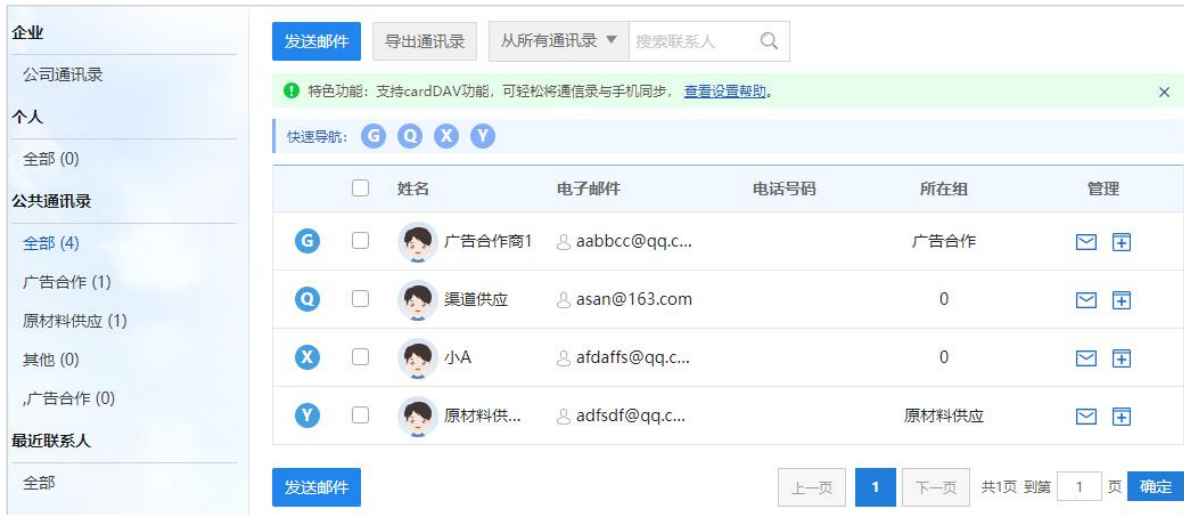 企业
公司通讯录
个人
全部 (0)
公共通讯录
全部 (4)
广告合作 (1)
原材料供应 (1)
其他 (0)
,广告合作 (0)
最近联系人
全部
发送邮件 导出通讯录 从所有通讯录 ▼ 搜索联系人
特色功能：支持cardDAV功能，可轻松将通信录与手机同步， 查看设置帮助。 ×
快速导航： G Q X Y
姓名 电子邮件 电话号码 所在组 管理
G 广告合作商1 aabbcc@qq.c... 广告合作
Q 渠道供应 asan@163.com 0
X 小A afdaffs@qq.c... 0
Y 原材料供... adfsdf@qq.c... 原材料供应
发送邮件 上一页 1 下一页 共1页 到第 1 页 确定